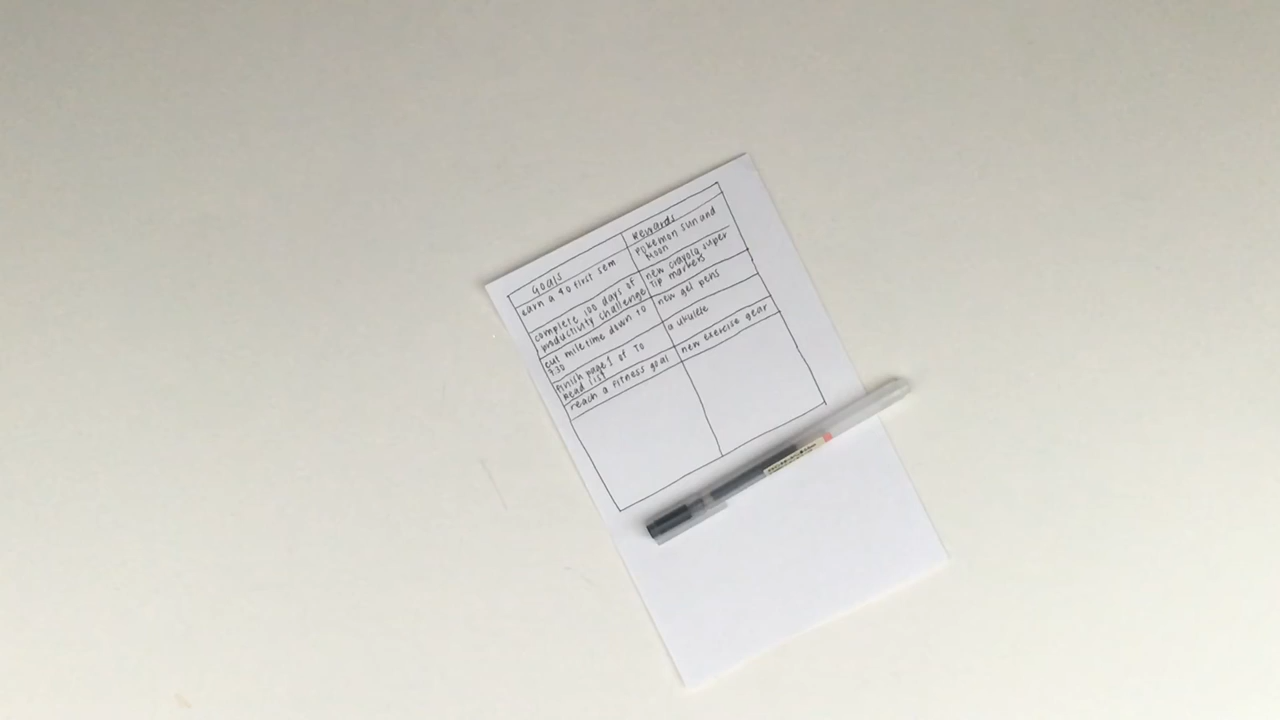 Goals
Rewards
earn a 4.0 first sem
Pokemon Sun and
Moon
complete 100 days of
productivity challenge
new crayola super
Tip markers
cut mile time down to
7:30
new gel pens
finish page 1 of To
Read List
a ukulele
reach a fitness goal
new exercise gear